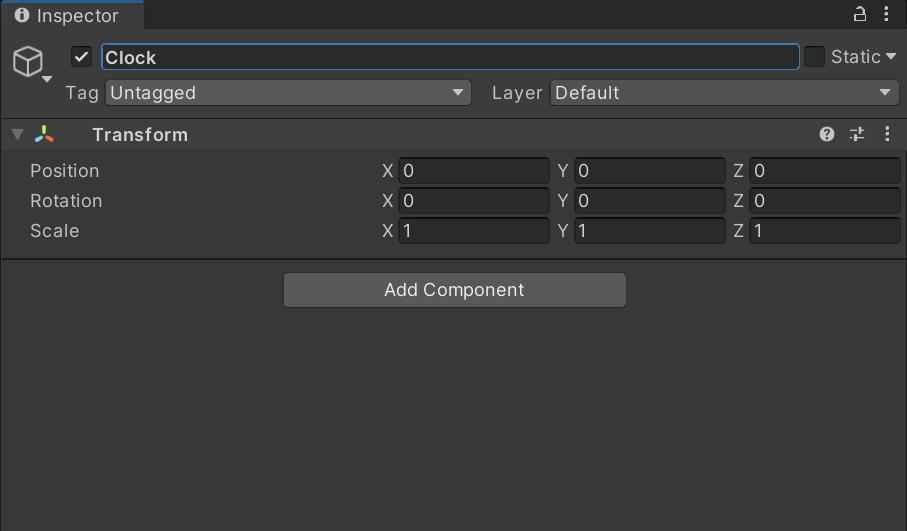 Inspector
Clock Static
Tag Untagged Layer Default
Transform
Position X 0 Y 0 Z 0
Rotation X 0 Y 0 Z 0
Scale X 1 Y 1 Z 1
Add Component